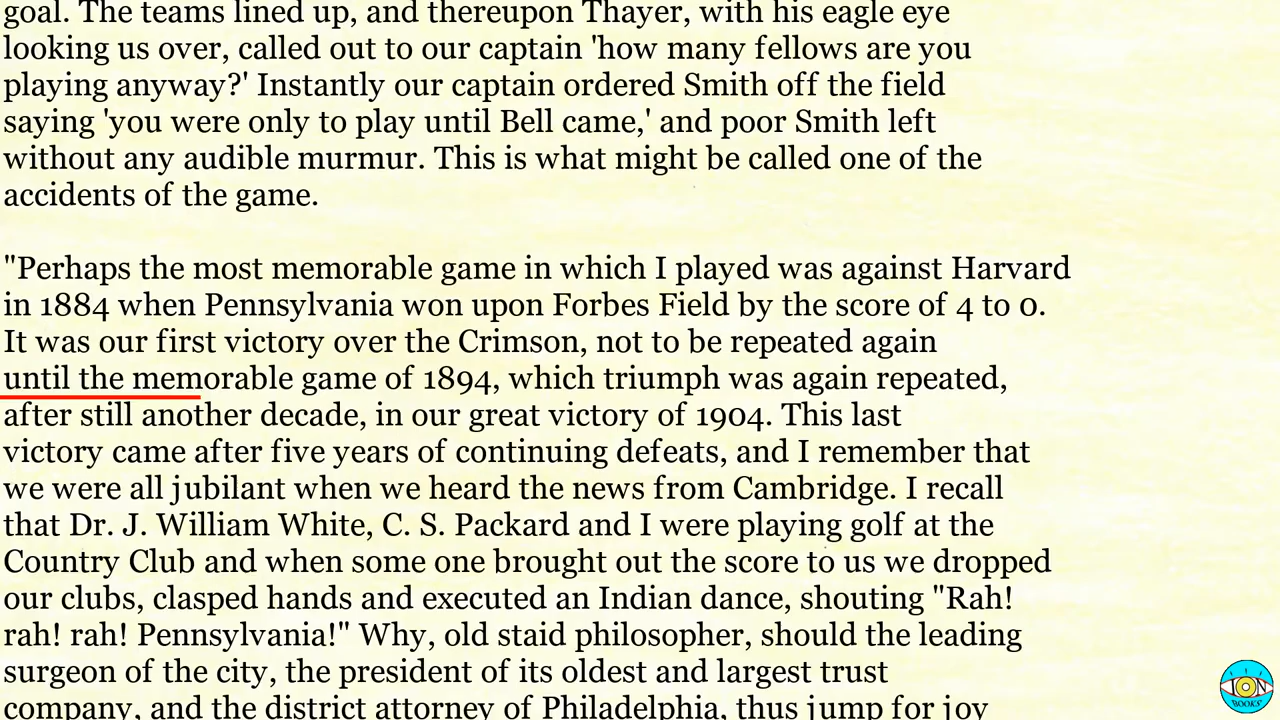 goal. The teams lined up, and thereupon Thayer, with his eagle eye
looking us over, called out to our captain 'how many fellows are you
playing anyway?' Instantly our captain ordered Smith off the field
saying 'you were only to play until Bell came,' and poor Smith left
without any audible murmur. This is what might be called one of the
accidents of the game.
"Perhaps the most memorable game in which I played was against Harvard
in 1884 when Pennsylvania won upon Forbes Field by the score of 4 to 0.
It was our first victory over the Crimson, not to be repeated again
until the memorable game of 1894, which triumph was again repeated,
after still another decade, in our great victory of 1904. This last
victory came after five years of continuing defeats, and I remember that
we were all jubilant when we heard the news from Cambridge. I recall
that Dr. J. William White, C. S. Packard and I were playing golf at the
Country Club and when some one brought out the score to us we dropped
our clubs, clasped hands and executed an Indian dance, shouting "Rah!
rah! rah! Pennsylvania!" Why, old staid philosopher, should the leading
surgeon of the city, the president of its oldest and largest trust
company, and the district attorney of Philadelphia, thus jump for joy
ION
BOOKS